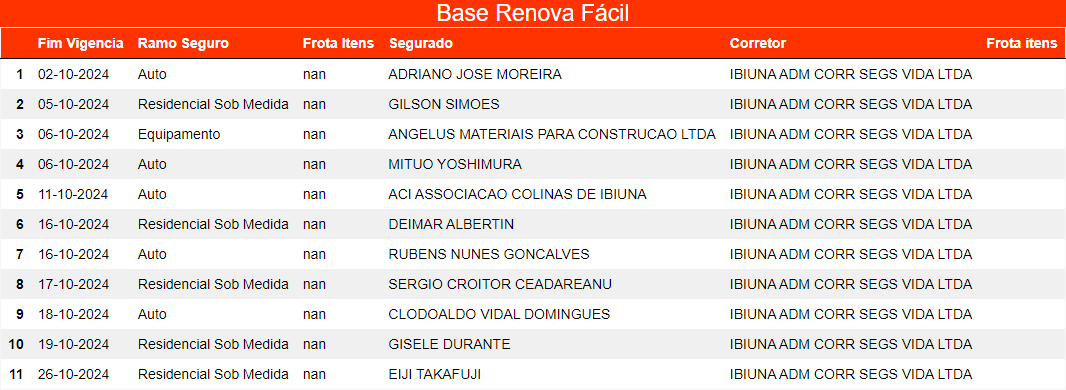 Base Renova Fácil
Fim Vigencia Ramo Seguro Frota Itens Segurado Corretor Frota itens
1 02-10-2024 Auto nan ADRIANO JOSE MOREIRA IBIUNA ADM CORR SEGS VIDA LTDA
2 05-10-2024 Residencial Sob Medida nan GILSON SIMOES IBIUNA ADM CORR SEGS VIDA LTDA
3 06-10-2024 Equipamento nan ANGELUS MATERIAIS PARA CONSTRUCAO LTDA IBIUNA ADM CORR SEGS VIDA LTDA
4 06-10-2024 Auto nan MITUO YOSHIMURA IBIUNA ADM CORR SEGS VIDA LTDA
5 11-10-2024 Auto nan ACI ASSOCIACAO COLINAS DE IBIUNA IBIUNA ADM CORR SEGS VIDA LTDA
6 16-10-2024 Residencial Sob Medida nan DEIMAR ALBERTIN IBIUNA ADM CORR SEGS VIDA LTDA
7 16-10-2024 Auto nan RUBENS NUNES GONCALVES IBIUNA ADM CORR SEGS VIDA LTDA
8 17-10-2024 Residencial Sob Medida nan SERGIO CROITOR CEADAREANU IBIUNA ADM CORR SEGS VIDA LTDA
9 18-10-2024 Auto nan CLODOALDO VIDAL DOMINGUES IBIUNA ADM CORR SEGS VIDA LTDA
10 19-10-2024 Residencial Sob Medida nan GISELE DURANTE IBIUNA ADM CORR SEGS VIDA LTDA
11 26-10-2024 Residencial Sob Medida nan EIJI TAKAFUJI IBIUNA ADM CORR SEGS VIDA LTDA